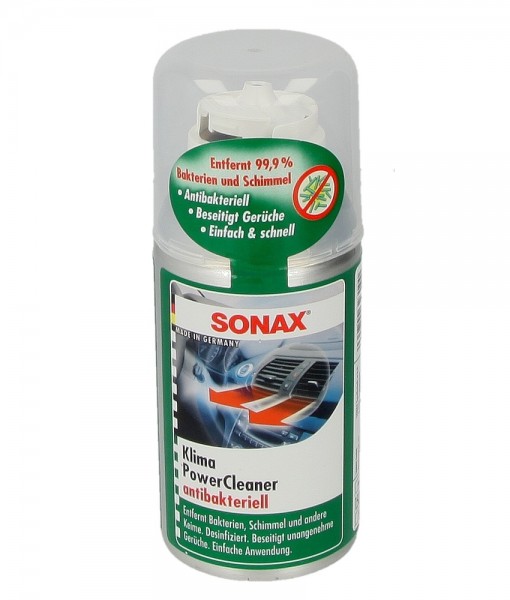 Entfernt 99,9 %
Bakterien und Schimmel
• Antibakteriell
• Beseitigt Gerüche
• Einfach & schnell
SONAX®
MADE IN GERMANY
Klima
PowerCleaner
antibakteriell
Entfernt Bakterien, Schimmel und andere
Keime. Desinfiziert. Beseitigt unangenehme
Gerüche. Einfache Anwendung.